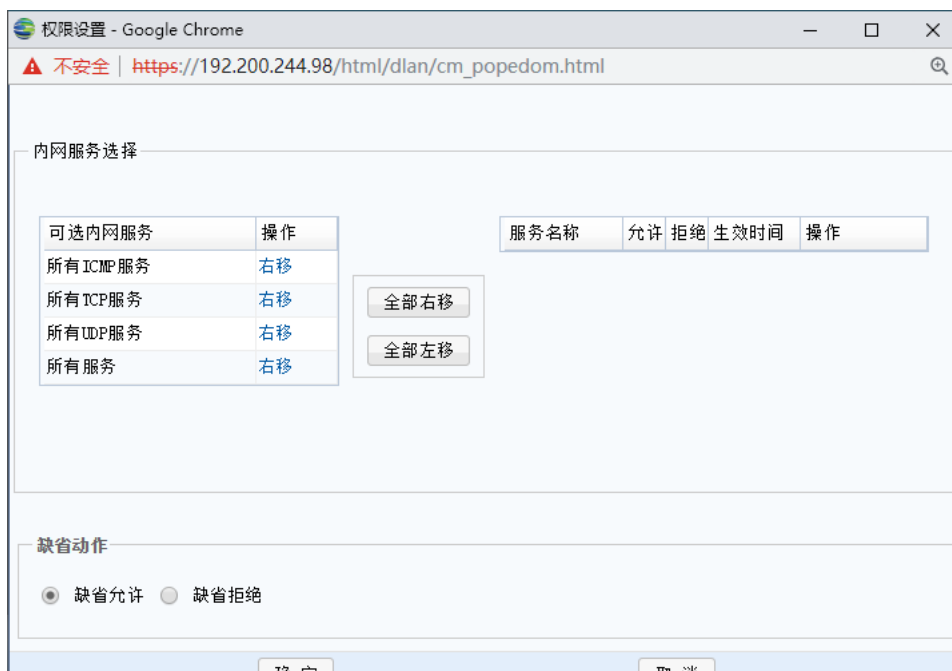 权限设置 - Google Chrome
不安全 | https://192.200.244.98/html/dlan/cm_popedom.html
内网服务选择
可选内网服务 操作
所有ICMP服务 右移
所有TCP服务 右移
所有UDP服务 右移
所有服务 右移
全部右移
全部左移
服务名称 允许 拒绝 生效时间 操作
缺省动作
缺省允许 缺省拒绝
确 定 取 消